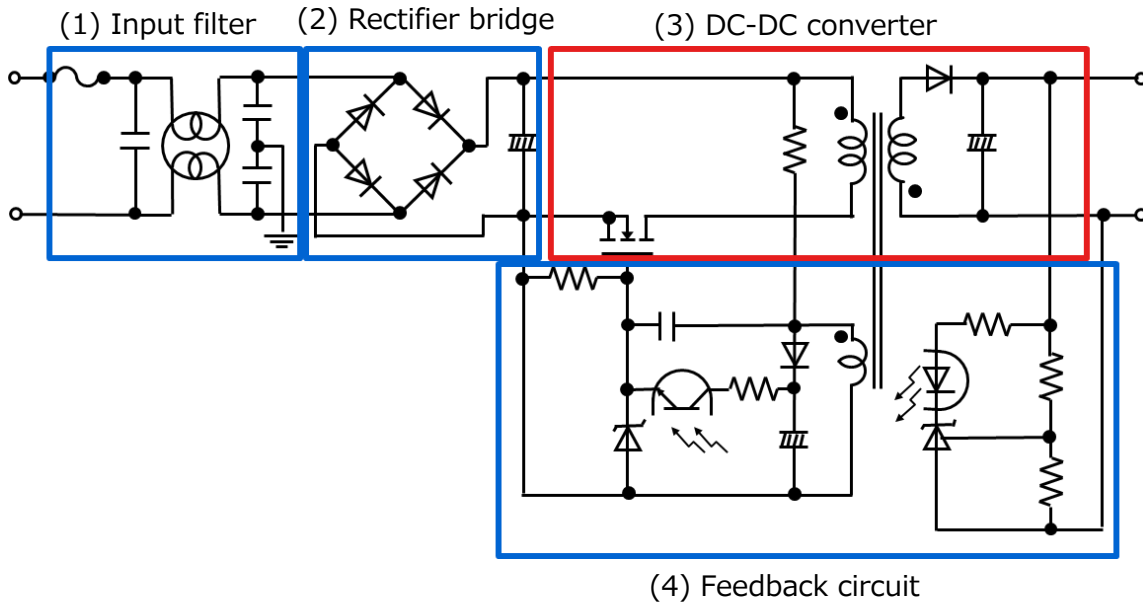 (1) Input filter
(2) Rectifier bridge
(3) DC-DC converter
(4) Feedback circuit